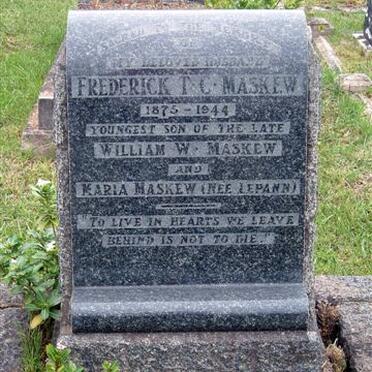 MY BELOVED HUSBAND
FREDERICK T. C. MASKEW
1875 - 1944
YOUNGEST SON OF THE LATE
WILLIAM W. MASKEW
AND
MARIA MASKEW (NEE LEPANN)
"TO LIVE IN HEARTS WE LEAVE
BEHIND IS NOT TO DIE."